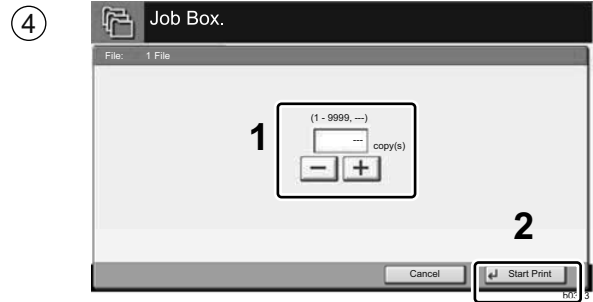 4
Job Box.
File: 1 File
1
(1 - 9999, ---)
--- copy(s)
− +
2
Cancel
Start Print